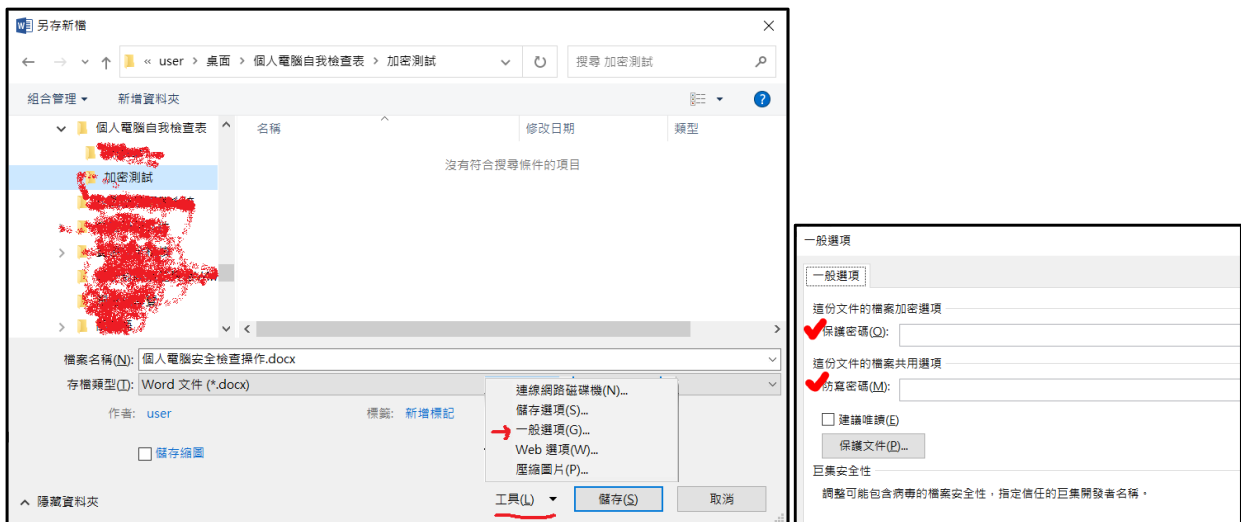 另存新檔
« user › 桌面 › 個人電腦自我檢查表 › 加密測試
搜尋 加密測試
組合管理
新增資料夾
個人電腦自我檢查表
加密測試
名稱
修改日期
類型
沒有符合搜尋條件的項目
檔案名稱(N): 個人電腦安全檢查操作.docx
存檔類型(T): Word 文件 (*.docx)
作者: user
標籤: 新增標記
儲存縮圖
連線網路磁碟機(N)...
儲存選項(S)...
一般選項(G)...
Web 選項(W)...
壓縮圖片(P)...
隱藏資料夾
工具(L)
儲存(S)
取消
一般選項
一般選項
這份文件的檔案加密選項
保護密碼(O):
這份文件的檔案共密選項
防寫密碼(M):
建議唯讀(E)
保護文件(P)...
巨集安全性
調整可能包含病毒的檔案安全性，指定信任的巨集開發者名稱。